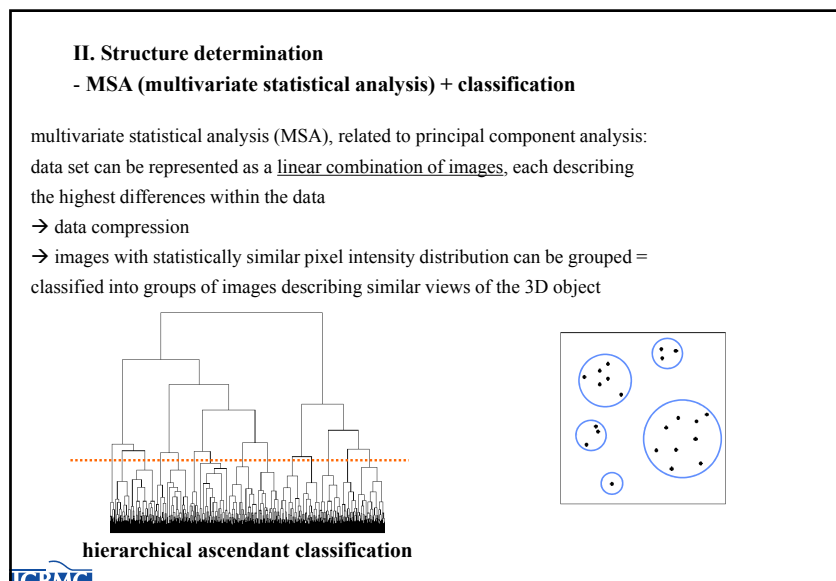 II. Structure determination
- MSA (multivariate statistical analysis) + classification
multivariate statistical analysis (MSA), related to principal component analysis:
data set can be represented as a linear combination of images, each describing
the highest differences within the data
→ data compression
→ images with statistically similar pixel intensity distribution can be grouped =
classified into groups of images describing similar views of the 3D object
hierarchical ascendant classification